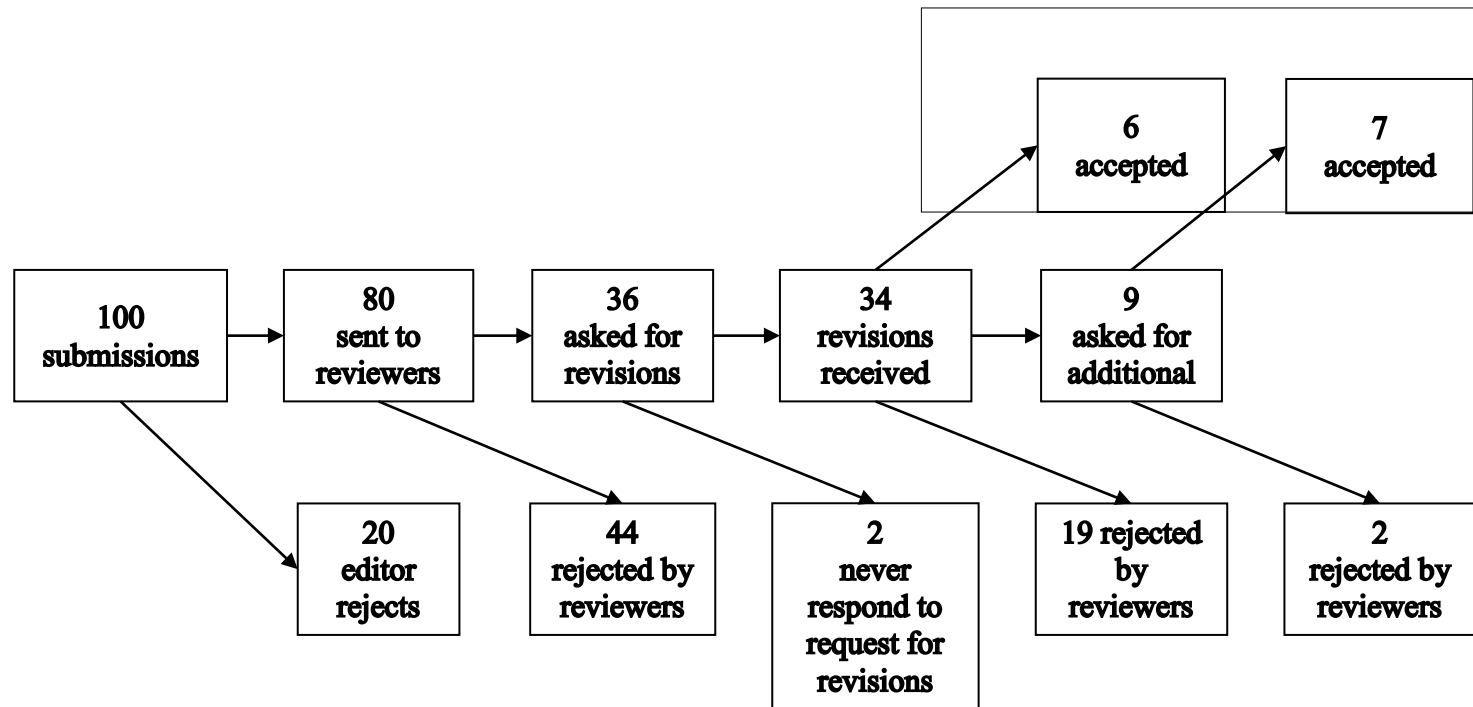 6
accepted
7
accepted
100
submissions
80
sent to
reviewers
36
asked for
revisions
34
revisions
received
9
asked for
additional
20
editor
rejects
44
rejected by
reviewers
2
never
respond to
request for
revisions
19 rejected
by
reviewers
2
rejected by
reviewers